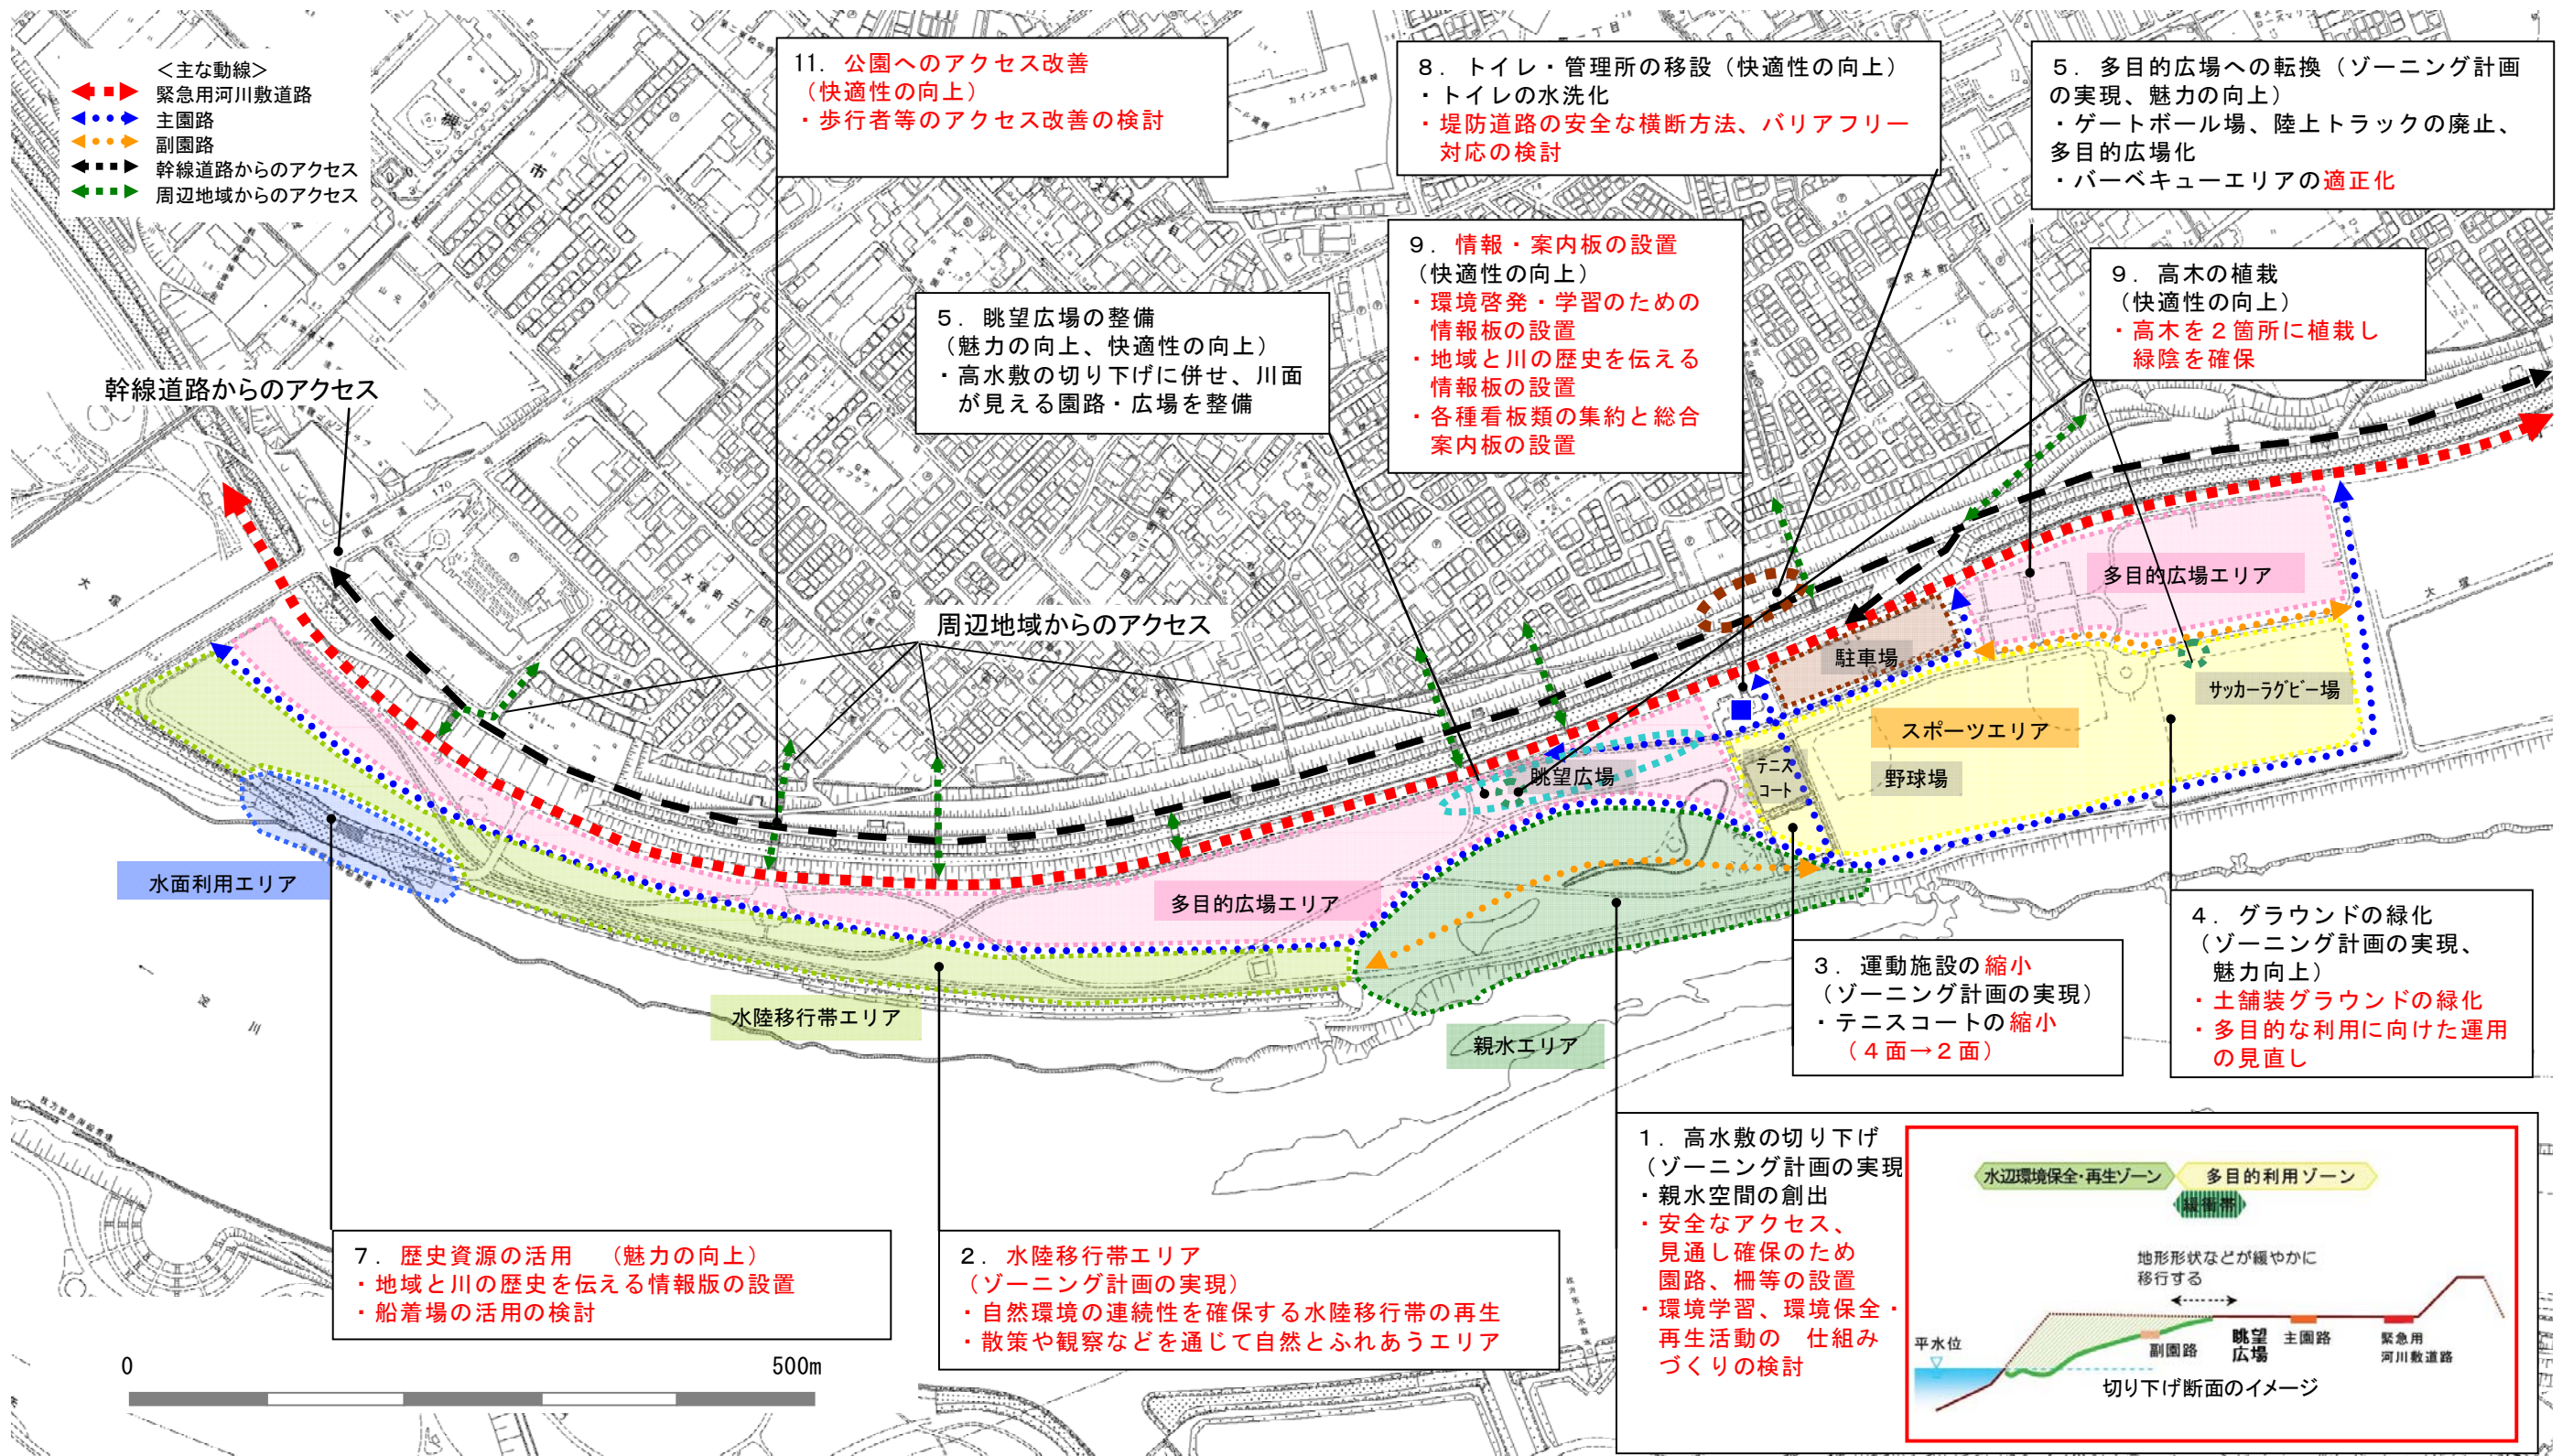 ＜主な動線＞
緊急用河川敷道路
主園路
副園路
幹線道路からのアクセス
周辺地域からのアクセス
11．公園へのアクセス改善
（快適性の向上）
・歩行者等のアクセス改善の検討
８．トイレ・管理所の移設（快適性の向上）
・トイレの水洗化
・堤防道路の安全な横断方法、バリアフリー
対応の検討
５．多目的広場への転換（ゾーニング計画
の実現、魅力の向上）
・ゲートボール場、陸上トラックの廃止、
多目的広場化
・バーベキューエリアの適正化
９．情報・案内板の設置
（快適性の向上）
・環境啓発・学習のための
情報板の設置
・地域と川の歴史を伝える
情報板の設置
・各種看板類の集約と総合
案内板の設置
９．高木の植栽
（快適性の向上）
・高木を２箇所に植栽し
緑陰を確保
５．眺望広場の整備
（魅力の向上、快適性の向上）
・高水敷の切り下げに併せ、川面
が見える園路・広場を整備
カインズモール高槻
市
170
幹線道路からのアクセス
周辺地域からのアクセス
大塚町二丁目
大塚
大塚
多目的広場エリア
駐車場
サッカーラグビー場
スポーツエリア
眺望広場
テニス
コート
野球場
水面利用エリア
多目的広場エリア
水陸移行帯エリア
親水エリア
淀川
３．運動施設の縮小
（ゾーニング計画の実現）
・テニスコートの縮小
（４面→２面）
４．グラウンドの緑化
（ゾーニング計画の実現、
魅力向上）
・土舗装グラウンドの緑化
・多目的な利用に向けた運用
の見直し
１．高水敷の切り下げ
（ゾーニング計画の実現
・親水空間の創出
・安全なアクセス、
見通し確保のため
園路、柵等の設置
・環境学習、環境保全・
再生活動の　仕組み
づくりの検討
水辺環境保全・再生ゾーン
多目的利用ゾーン
緩衝帯
地形形状などが緩やかに
移行する
平水位
副園路
眺望
広場
主園路
緊急用
河川敷道路
切り下げ断面のイメージ
７．歴史資源の活用　（魅力の向上）
・地域と川の歴史を伝える情報版の設置
・船着場の活用の検討
２．水陸移行帯エリア
（ゾーニング計画の実現）
・自然環境の連続性を確保する水陸移行帯の再生
・散策や観察などを通じて自然とふれあうエリア
0
500m